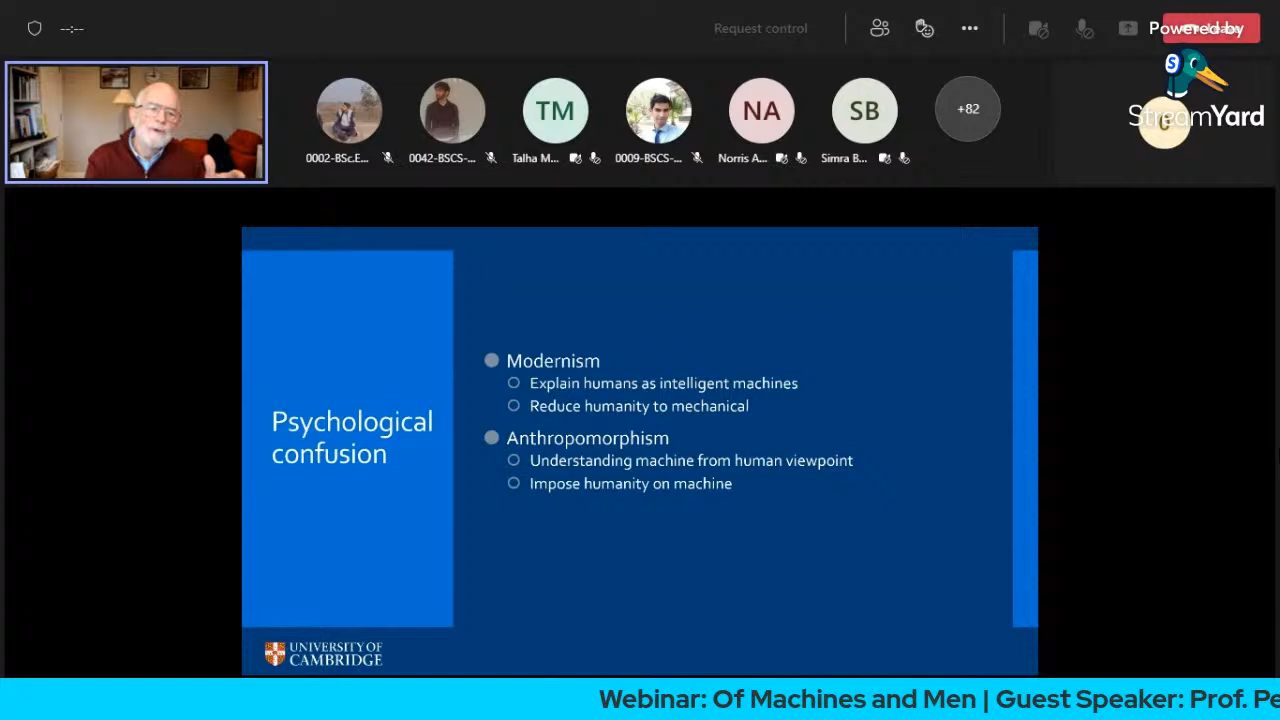 --:--
Request control
Powered by
StreamYard
TM
NA
SB
+82
0002-BSc.E...
0042-BSCS-...
Talha M...
0009-BSCS-...
Norris A...
Simra B...
Psychological
confusion
Modernism
Explain humans as intelligent machines
Reduce humanity to mechanical
Anthropomorphism
Understanding machine from human viewpoint
Impose humanity on machine
UNIVERSITY OF
CAMBRIDGE
Webinar: Of Machines and Men | Guest Speaker: Prof. Pe